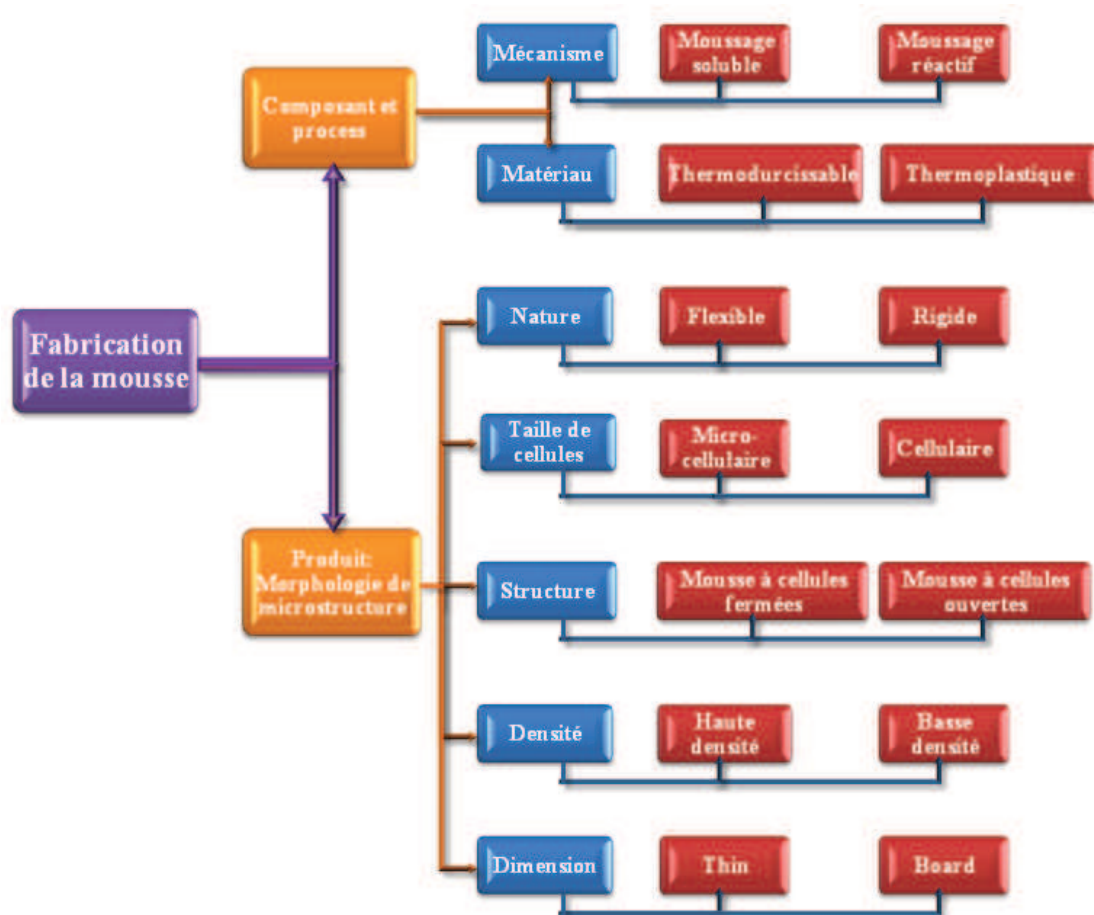 Mécanisme
Moussage
soluble
Moussage
réactif
Composant et
process
Matériau
Thermodurcissable
Thermoplastique
Fabrication
de la mousse
Nature
Flexible
Rigide
Taille de
cellules
Micro-
cellulaire
Cellulaire
Produit:
Morphologie de
microstructure
Structure
Mousse à cellules
fermées
Mousse à cellules
ouvertes
Densité
Haute
densité
Basse
densité
Dimension
Thin
Board